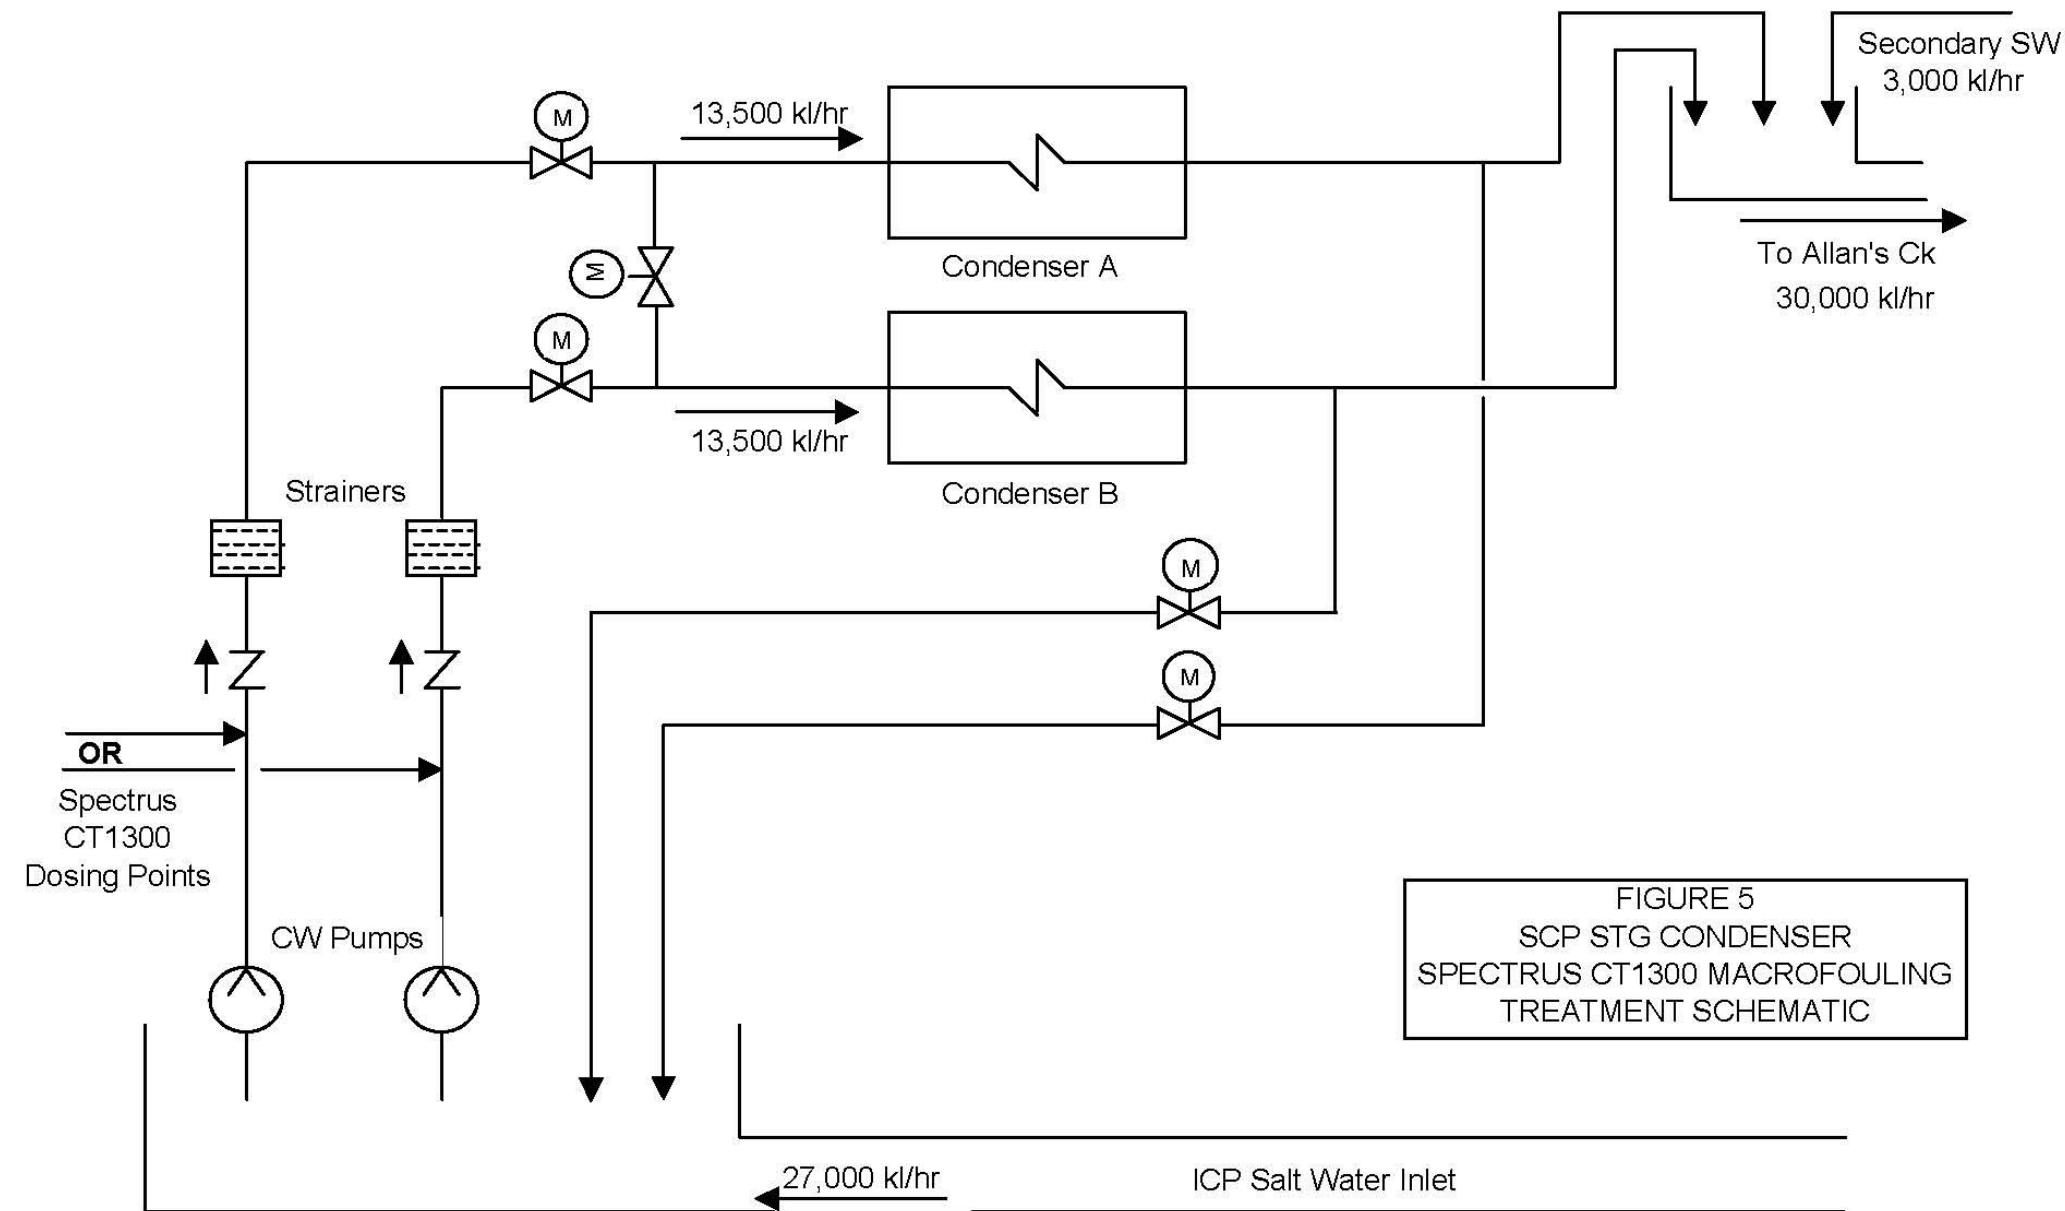 Secondary SW
3,000 kl/hr
M
13,500 kl/hr
To Allan's Ck
30,000 kl/hr
Condenser A
M
M
13,500 kl/hr
Condenser B
Strainers
M
M
OR
Spectrus
CT1300
Dosing Points
CW Pumps
FIGURE 5
SCP STG CONDENSER
SPECTRUS CT1300 MACROFOULING
TREATMENT SCHEMATIC
27,000 kl/hr
ICP Salt Water Inlet